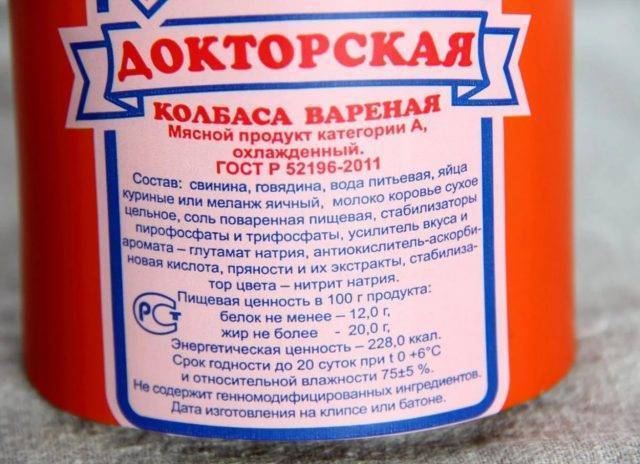 ДОКТОРСКАЯ
КОЛБАСА ВАРЕНАЯ
Мясной продукт категории А,
охлажденный.
ГОСТ Р 52196-2011
Состав: свинина, говядина, вода питьевая, яйца
куриные или меланж яичный, молоко коровье сухое
цельное, соль поваренная пищевая, стабилизаторы
пирофосфаты и трифосфаты, усилитель вкуса и
аромата – глутамат натрия, антиокислитель-аскорби-
новая кислота, пряности и их экстракты, стабилиза-
тор цвета – нитрит натрия.
Пищевая ценность в 100 г продукта:
белок не менее – 12,0 г,
жир не более - 20,0 г,
Энергетическая ценность – 228,0 ккал.
Срок годности до 20 суток при t 0 +6°С
и относительной влажности 75±5 %.
Не содержит генномодифицированных ингредиентов.
Дата изготовления на клипсе или батоне.
РСТ